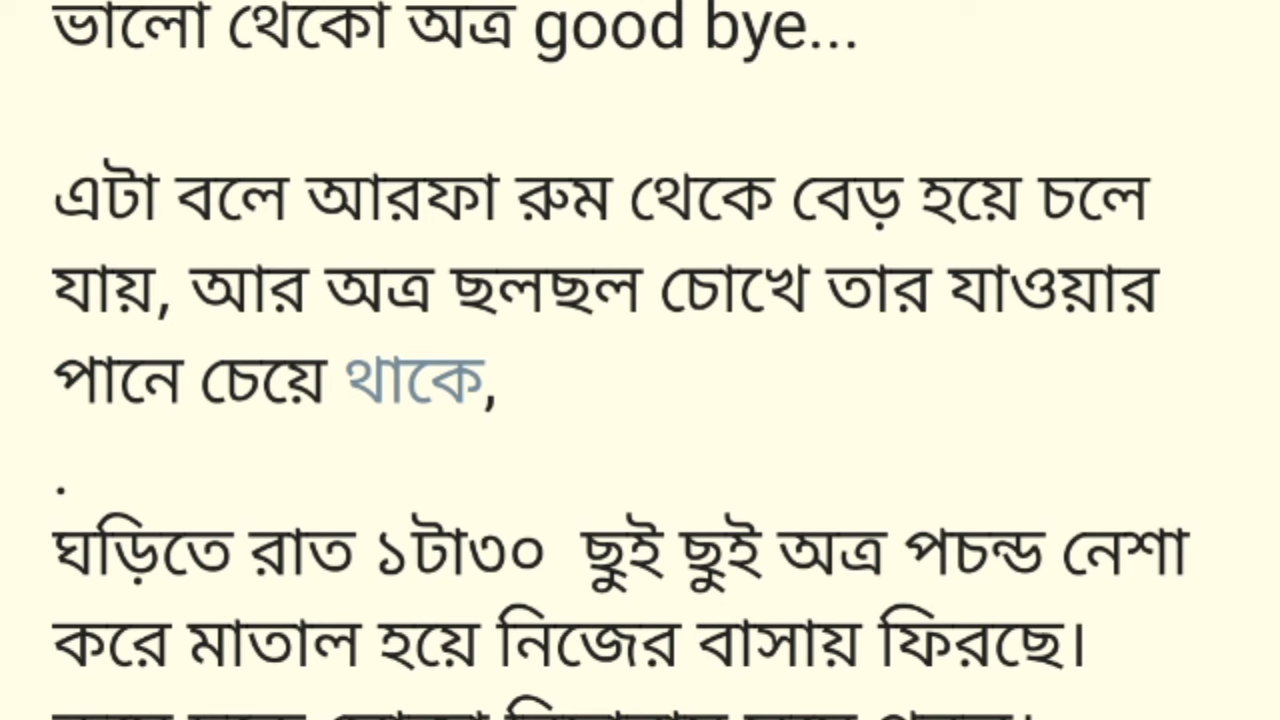 ভালো থেকো অত্র good bye...
এটা বলে আরফা রুম থেকে বেড় হয়ে চলে
যায়, আর অত্র ছলছল চোখে তার যাওয়ার
পানে চেয়ে থাকে,
.
ঘড়িতে রাত ১টা৩০ ছুই ছুই অত্র পচন্ড নেশা
করে মাতাল হয়ে নিজের বাসায় ফিরছে।